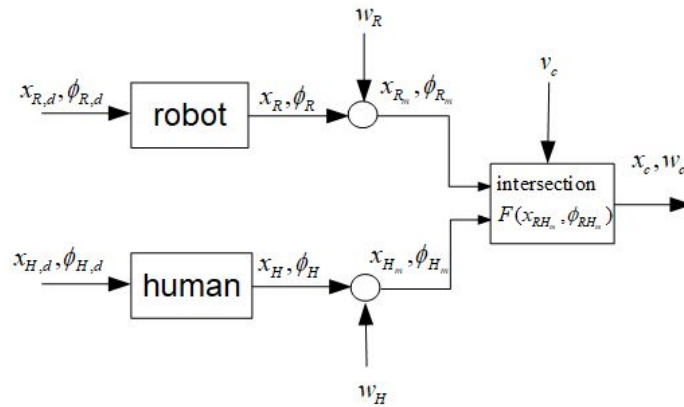 w_R
x_{R,d}, ϕ_{R,d}
robot
x_R, ϕ_R
x_{R_m}, ϕ_{R_m}
v_c
intersection
F(x_{RH_m}, ϕ_{RH_m})
x_c, w_c
x_{H,d}, ϕ_{H,d}
human
x_H, ϕ_H
x_{H_m}, ϕ_{H_m}
w_H